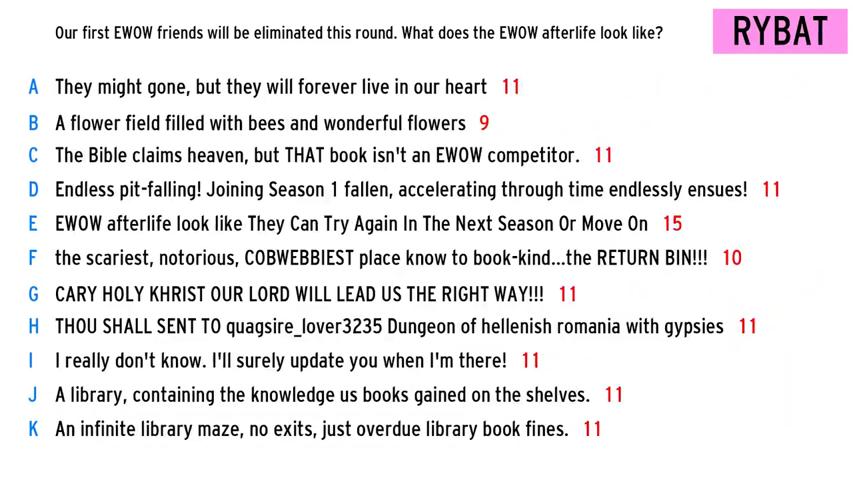 Our first EWOW friends will be eliminated this round. What does the EWOW afterlife look like?
RYBAT
A They might gone, but they will forever live in our heart 11
B A flower field filled with bees and wonderful flowers 9
C The Bible claims heaven, but THAT book isn't an EWOW competitor. 11
D Endless pit-falling! Joining Season 1 fallen, accelerating through time endlessly ensues! 11
E EWOW afterlife look like They Can Try Again In The Next Season Or Move On 15
F the scariest, notorious, COBWEBBIEST place know to book-kind...the RETURN BIN!!! 10
G CARY HOLY KHRIST OUR LORD WILL LEAD US THE RIGHT WAY!!! 11
H THOU SHALL SENT TO quagsire_lover3235 Dungeon of hellenish romania with gypsies 11
I I really don't know. I'll surely update you when I'm there! 11
J A library, containing the knowledge us books gained on the shelves. 11
K An infinite library maze, no exits, just overdue library book fines. 11